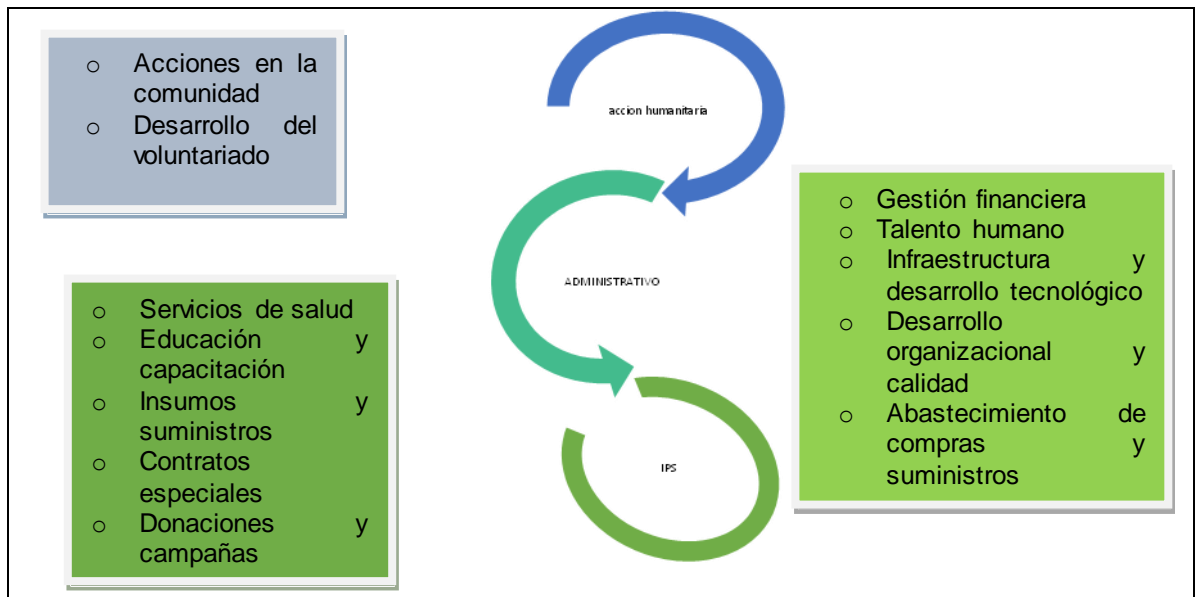 o Acciones en la
comunidad
o Desarrollo del
voluntariado
accion humanitaria
ADMINISTRATIVO
o Gestión financiera
o Talento humano
o Infraestructura y
desarrollo tecnológico
o Desarrollo
organizacional y
calidad
o Abastecimiento de
compras y
suministros
o Servicios de salud
o Educación y
capacitación
o Insumos y
suministros
o Contratos
especiales
o Donaciones y
campañas
IPS